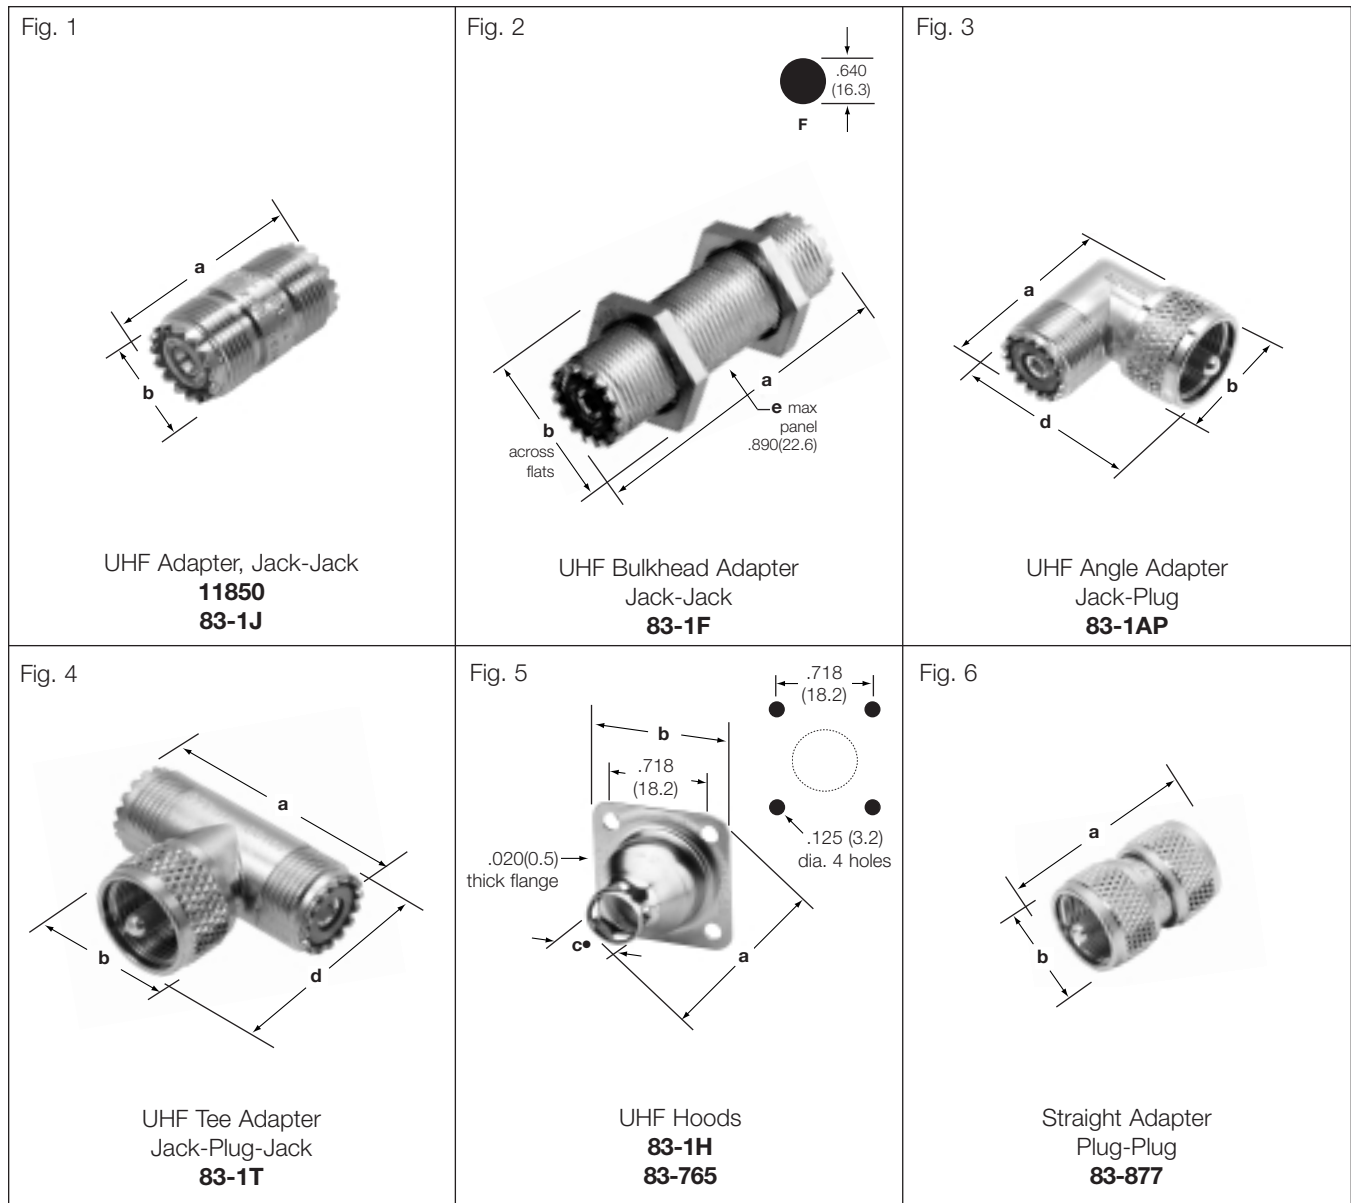 Fig. 1
a
b
UHF Adapter, Jack-Jack
11850
83-1J
Fig. 2
.640
(16.3)
F
a
e max
panel
.890(22.6)
b
across
flats
UHF Bulkhead Adapter
Jack-Jack
83-1F
Fig. 3
a
b
d
UHF Angle Adapter
Jack-Plug
83-1AP
Fig. 4
a
b
d
UHF Tee Adapter
Jack-Plug-Jack
83-1T
Fig. 5
.718
(18.2)
b
.718
(18.2)
.020(0.5)
thick flange
.125 (3.2)
dia. 4 holes
c•
a
UHF Hoods
83-1H
83-765
Fig. 6
a
b
Straight Adapter
Plug-Plug
83-877